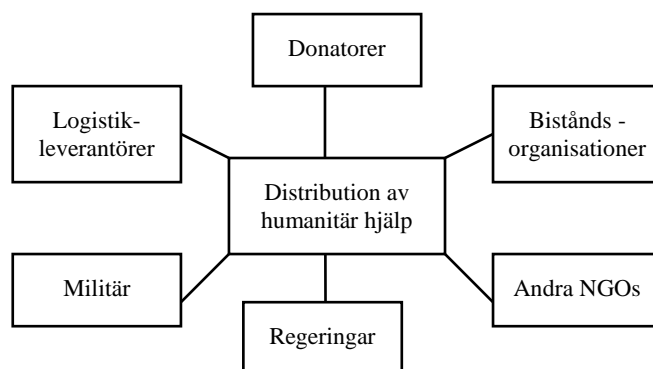 Donatorer
Logistik-
leverantörer
Bistånds -
organisationer
Distribution av
humanitär hjälp
Militär
Andra NGOs
Regeringar